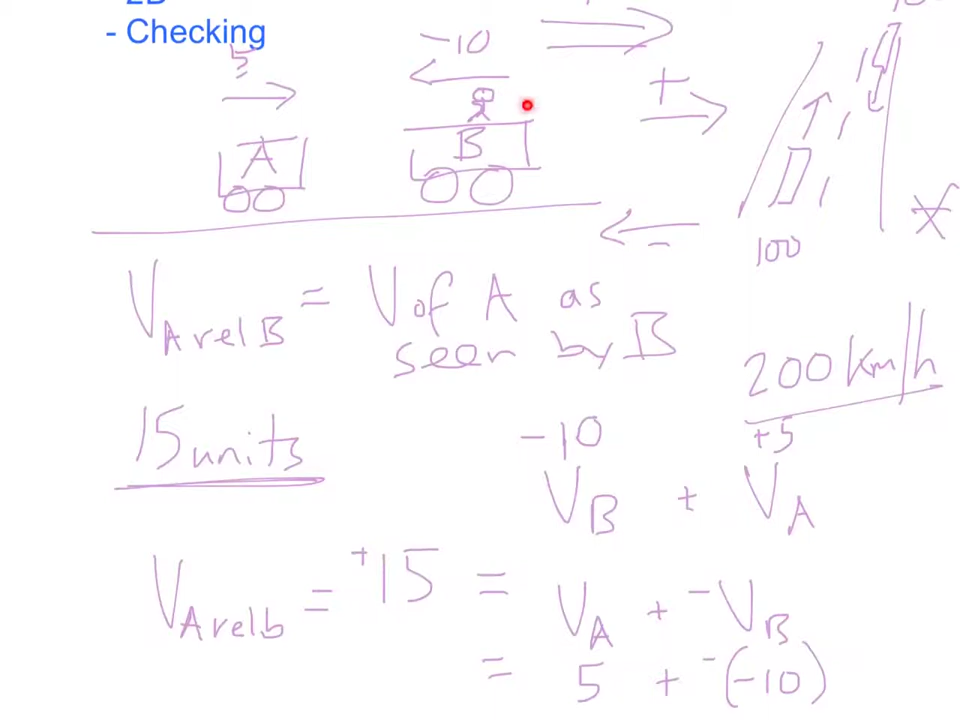 - Checking
5
-10
+
A
B
-
100
V A rel B = V of A as
seen by B
200 km/h
15 units
-10
+5
V B + V A
V A rel b = +15 = V A + -V B
= 5 + -(-10)